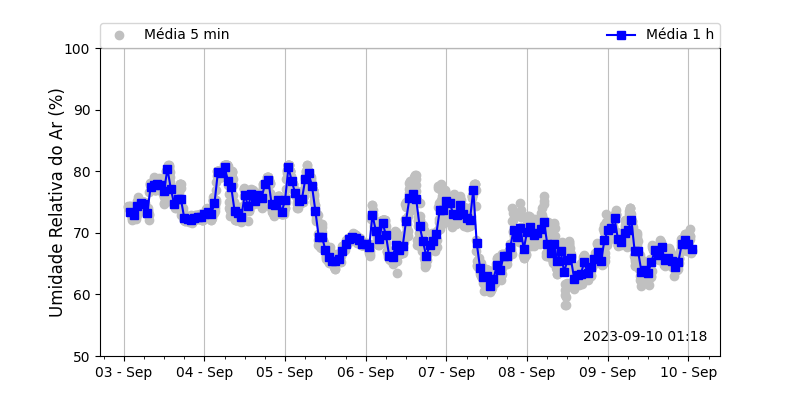 Média 5 min
Média 1 h
Umidade Relativa do Ar (%)
100
90
80
70
60
50
2023-09-10 01:18
03 - Sep
04 - Sep
05 - Sep
06 - Sep
07 - Sep
08 - Sep
09 - Sep
10 - Sep